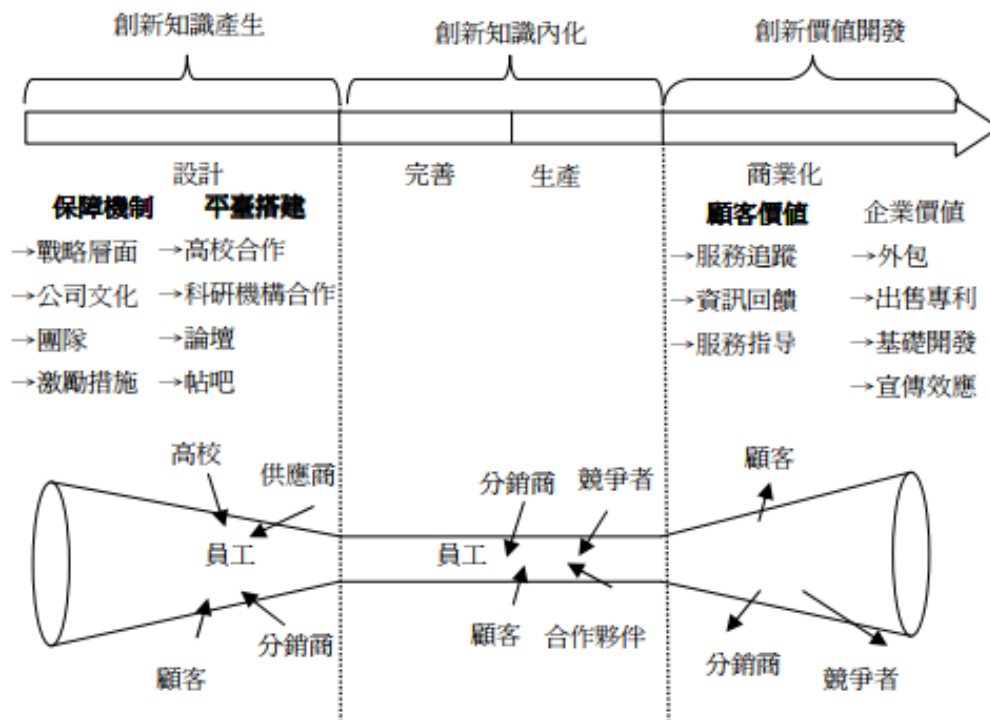 創新知識產生
創新知識內化
創新價值開發
設計
完善
生產
商業化
保障機制
→戰略層面
→公司文化
→團隊
→激勵措施
平臺搭建
→高校合作
→科研機構合作
→論壇
→帖吧
顧客價值
→服務追蹤
→資訊回饋
→服務指导
企業價值
→外包
→出售專利
→基礎開發
→宣傳效應
高校
供應商
員工
顧客
分銷商
分銷商
競爭者
員工
顧客
合作夥伴
顧客
分銷商
競爭者